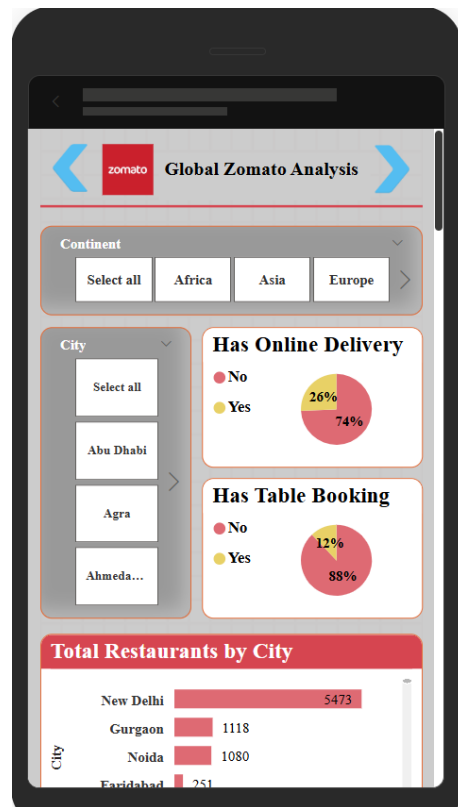 zomato
Global Zomato Analysis
Continent
Select all
Africa
Asia
Europe
City
Select all
Abu Dhabi
Agra
Ahmeda...
Has Online Delivery
No
Yes
26%
74%
Has Table Booking
No
Yes
12%
88%
Total Restaurants by City
City
New Delhi 5473
Gurgaon 1118
Noida 1080
Faridabad 251